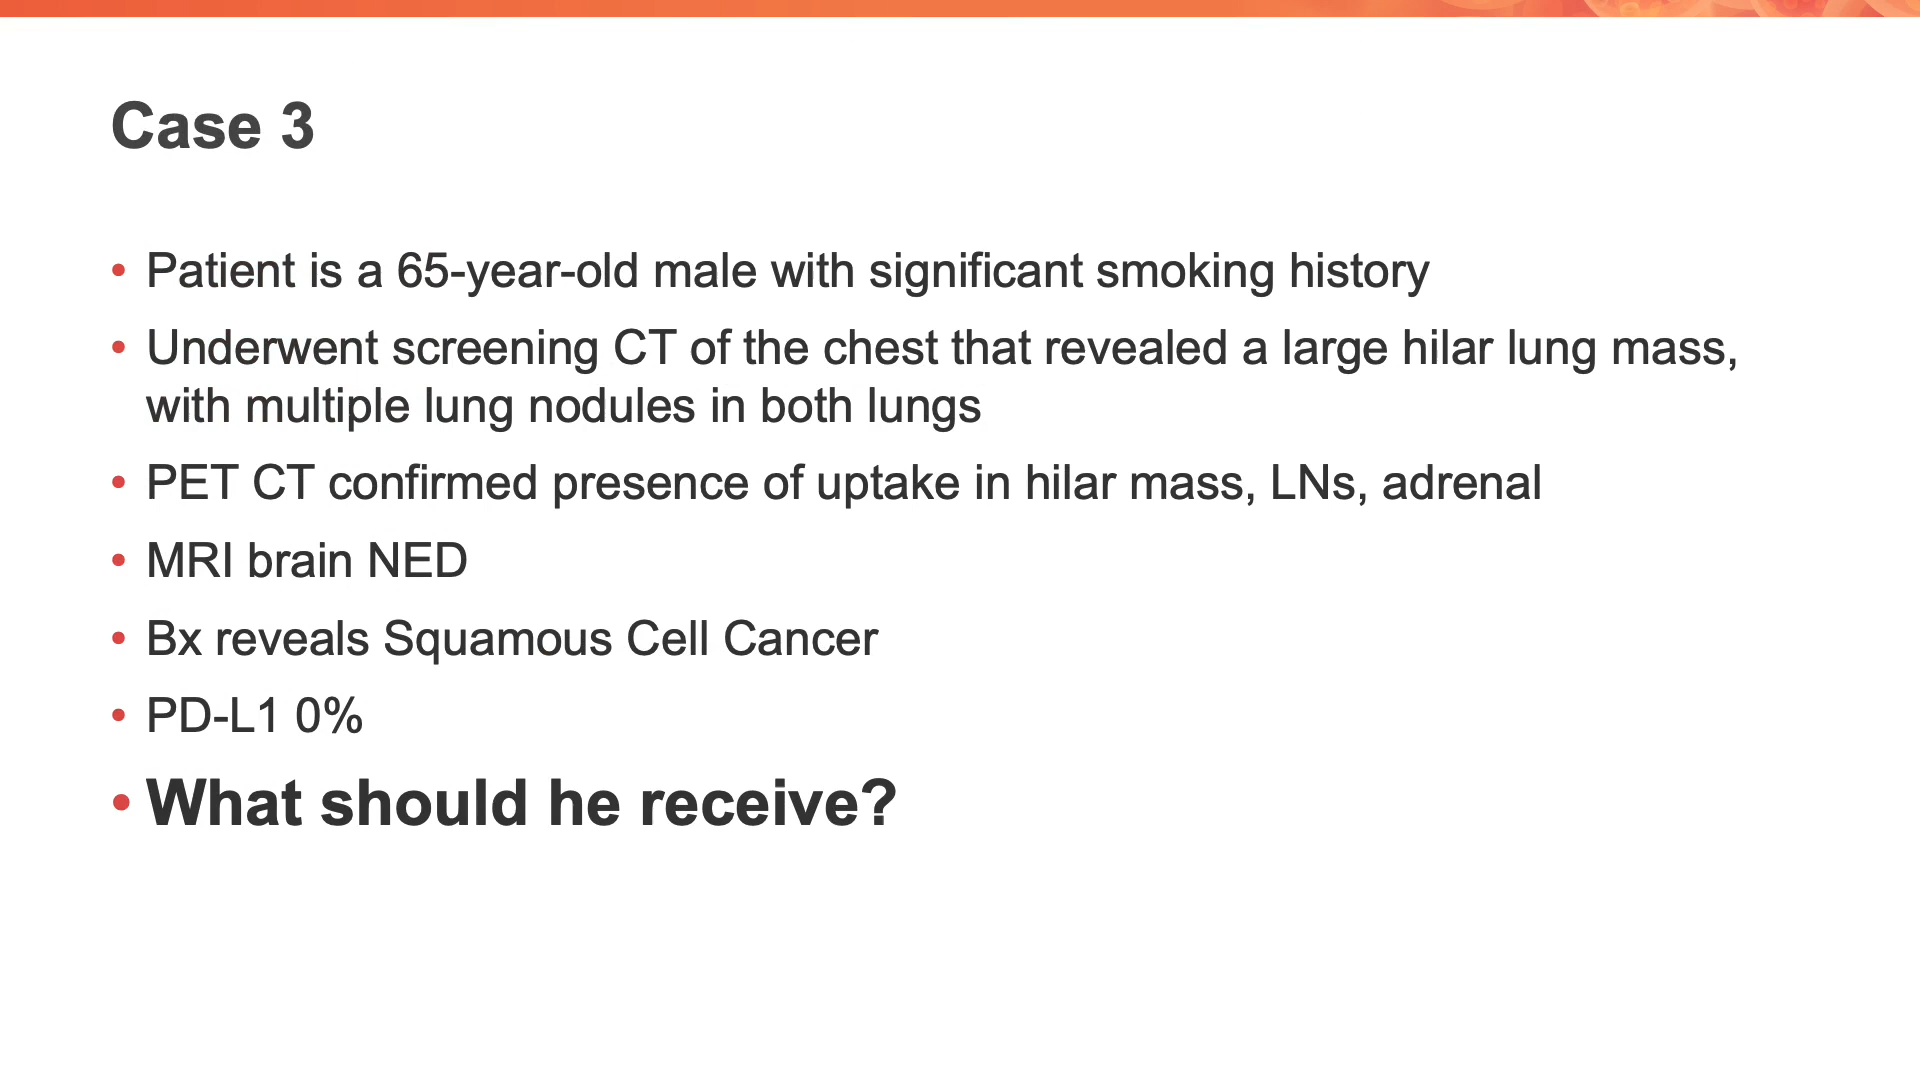 Case 3
• Patient is a 65-year-old male with significant smoking history
• Underwent screening CT of the chest that revealed a large hilar lung mass,
with multiple lung nodules in both lungs
• PET CT confirmed presence of uptake in hilar mass, LNs, adrenal
• MRI brain NED
• Bx reveals Squamous Cell Cancer
• PD-L1 0%
• What should he receive?